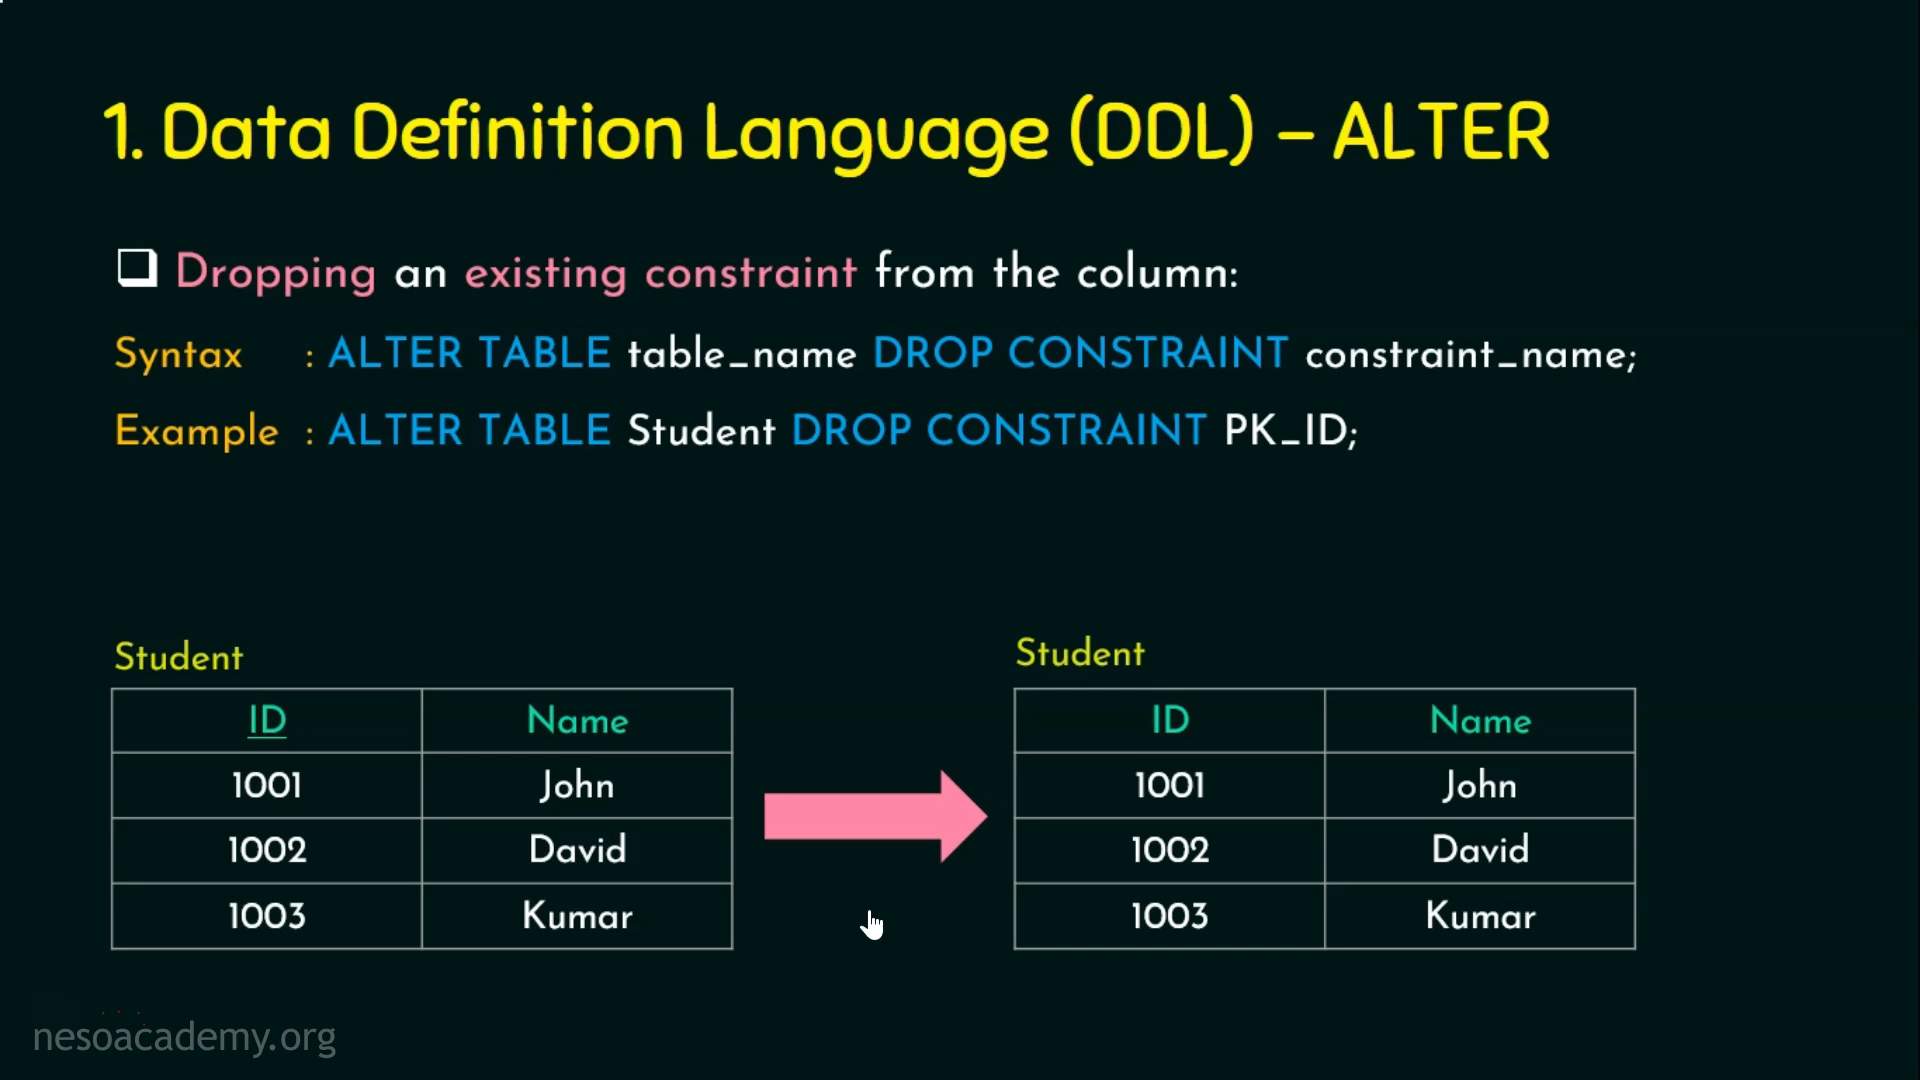 1. Data Definition Language (DDL) – ALTER
❑ Dropping an existing constraint from the column:
Syntax : ALTER TABLE table_name DROP CONSTRAINT constraint_name;
Example : ALTER TABLE Student DROP CONSTRAINT PK_ID;
Student
ID Name
1001 John
1002 David
1003 Kumar
Student
ID Name
1001 John
1002 David
1003 Kumar
nesoacademy.org